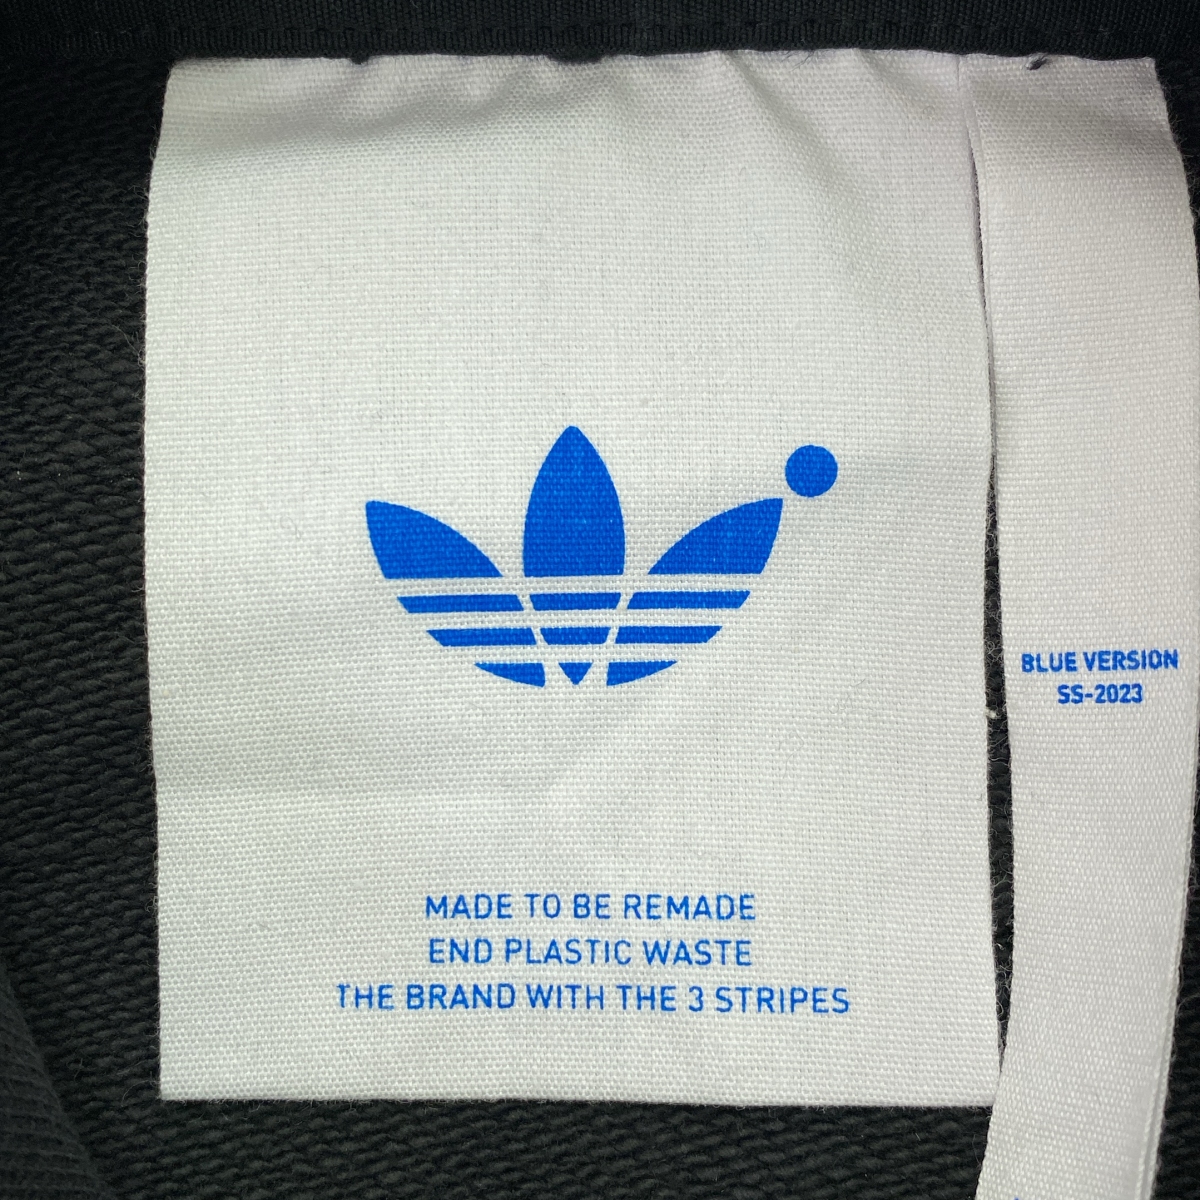 MADE TO BE REMADE
END PLASTIC WASTE
THE BRAND WITH THE 3 STRIPES
BLUE VERSION
SS-2023